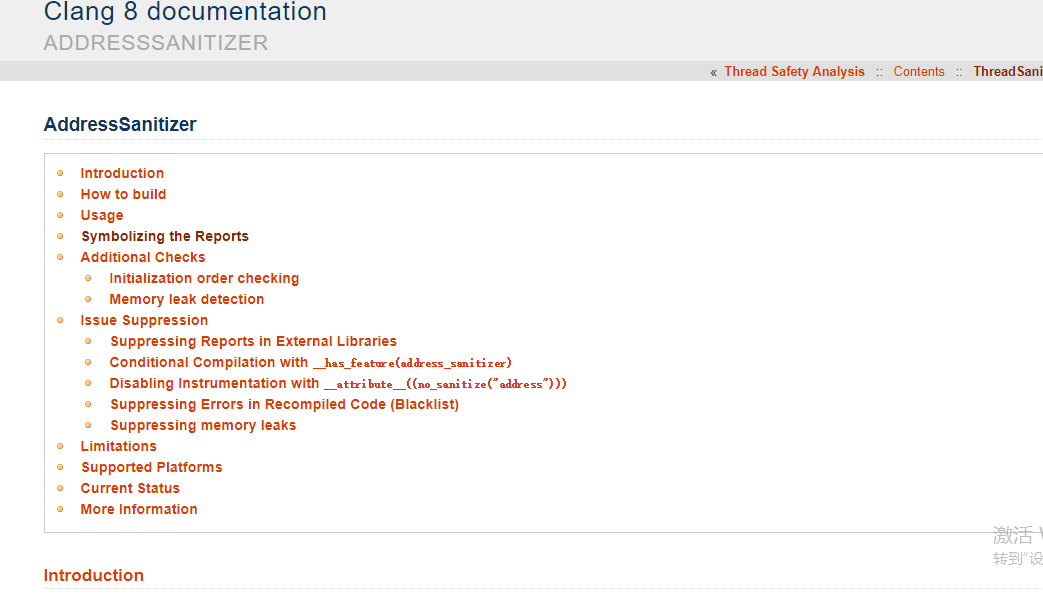 Clang 8 documentation
ADDRESSSANITIZER
« Thread Safety Analysis :: Contents :: ThreadSani
AddressSanitizer
Introduction
How to build
Usage
Symbolizing the Reports
Additional Checks
Initialization order checking
Memory leak detection
Issue Suppression
Suppressing Reports in External Libraries
Conditional Compilation with __has_feature(address_sanitizer)
Disabling Instrumentation with __attribute__((no_sanitize("address")))
Suppressing Errors in Recompiled Code (Blacklist)
Suppressing memory leaks
Limitations
Supported Platforms
Current Status
More Information
激活
转到"设
Introduction